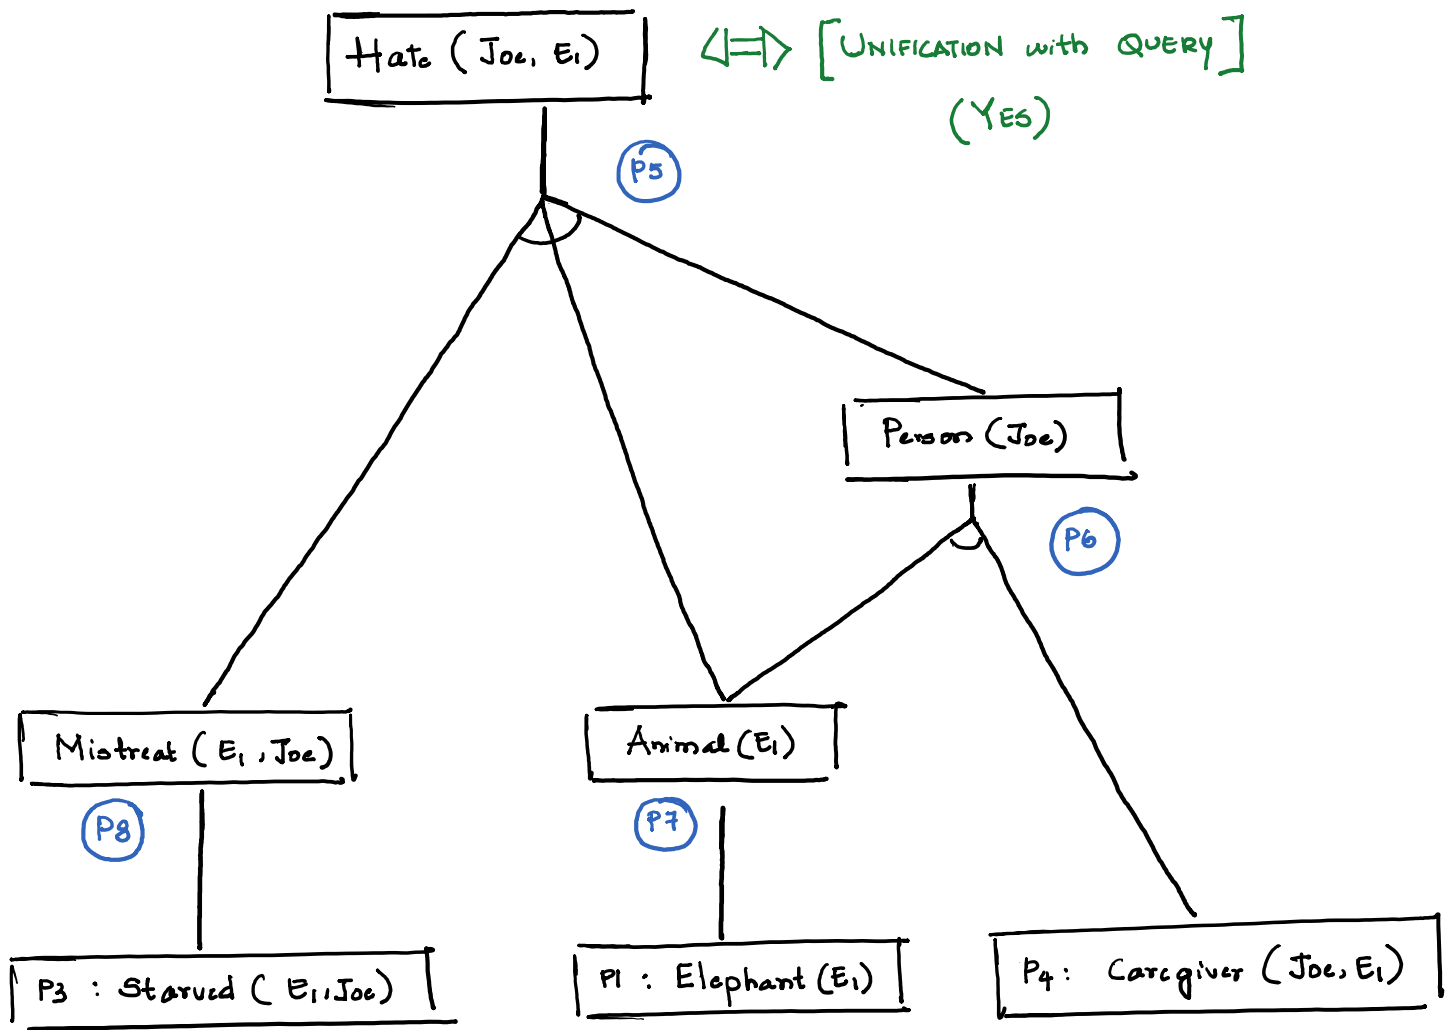 Hate (Joe, E1)
[UNIFICATION with QUERY]
(YES)
P5
Person (Joe)
P6
Mistreat (E1, Joe)
Animal (E1)
P8
P7
P3 : Starved (E1, Joe)
P1 : Elephant (E1)
P4 : Caregiver (Joe, E1)